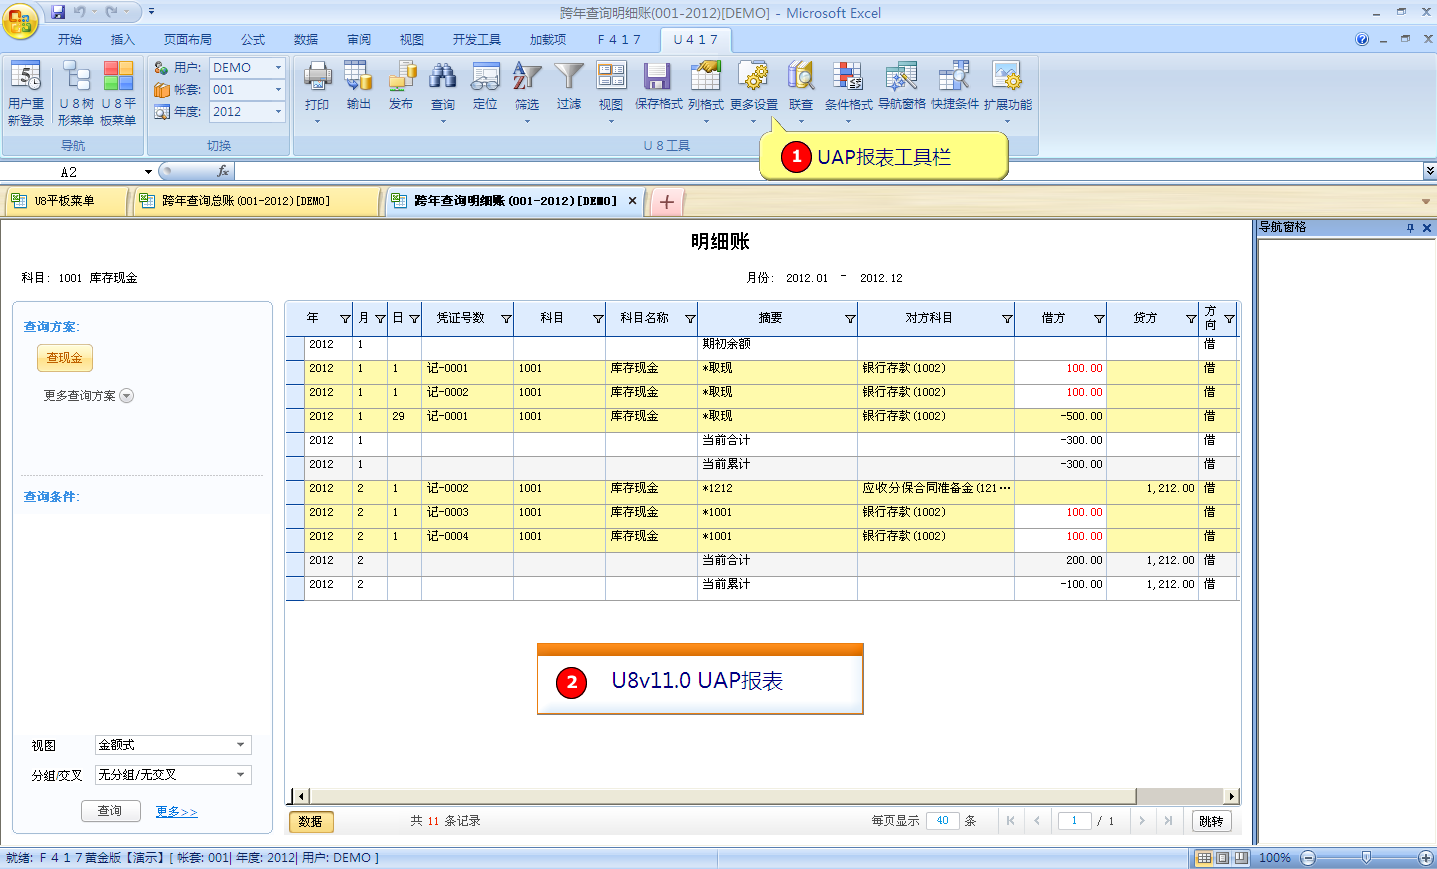 跨年查询明细账(001-2012)[DEMO] - Microsoft Excel
开始 插入 页面布局 公式 数据 审阅 视图 开发工具 加载项 F 4 1 7 U 4 1 7
用户重新登录 U 8 树形菜单 U 8 平板菜单
导航
用户: DEMO
帐套: 001
年度: 2012
切换
打印 输出 发布 查询 定位 筛选 过滤 视图 保存格式 列格式 更多设置 联查 条件格式 导航窗格 快捷条件 扩展功能
U 8 工具
1 UAP报表工具栏
A2 fx
U8平板菜单 跨年查询总账(001-2012)[DEMO] 跨年查询明细账(001-2012)[DEMO]
导航窗格
明细账
科目: 1001 库存现金 月份: 2012.01 - 2012.12
查询方案:
查现金
更多查询方案
查询条件:
视图 金额式
分组/交叉 无分组/无交叉
查询 更多>>
年 月 日 凭证号数 科目 科目名称 摘要 对方科目 借方 贷方 方向
2012 1 期初余额 借
2012 1 1 记-0001 1001 库存现金 *取现 银行存款(1002) 100.00 借
2012 1 1 记-0002 1001 库存现金 *取现 银行存款(1002) 100.00 借
2012 1 29 记-0001 1001 库存现金 *取现 银行存款(1002) -500.00 借
2012 1 当前合计 -300.00 借
2012 1 当前累计 -300.00 借
2012 2 1 记-0002 1001 库存现金 *1212 应收分保合同准备金(121… 1,212.00 借
2012 2 1 记-0003 1001 库存现金 *1001 银行存款(1002) 100.00 借
2012 2 1 记-0004 1001 库存现金 *1001 银行存款(1002) 100.00 借
2012 2 当前合计 200.00 1,212.00 借
2012 2 当前累计 -100.00 1,212.00 借
2 U8v11.0 UAP报表
数据 共 11 条记录 每页显示 40 条 1 / 1 跳转
就绪: F 4 1 7 黄金版【演示】[ 帐套: 001| 年度: 2012| 用户: DEMO ] 100%